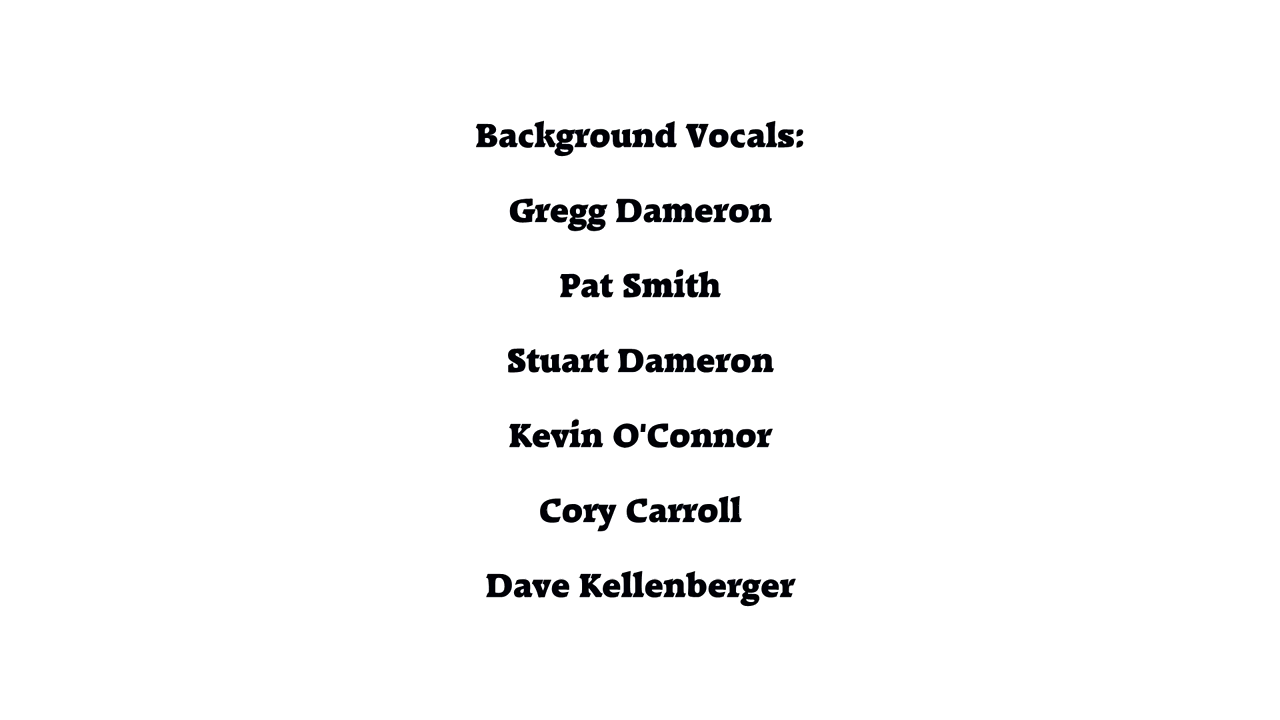 Background Vocals:
Gregg Dameron
Pat Smith
Stuart Dameron
Kevin O'Connor
Cory Carroll
Dave Kellenberger